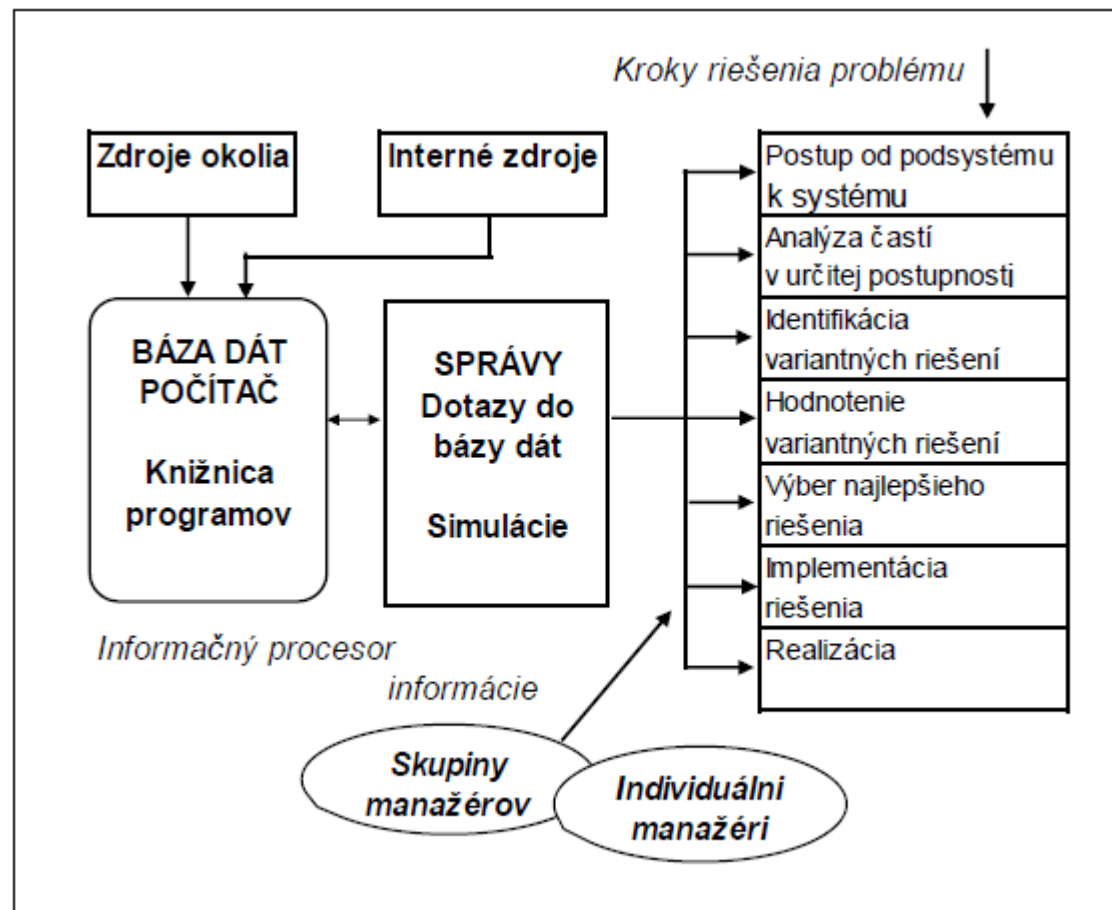 Kroky riešenia problému
Zdroje okolia
Interné zdroje
BÁZA DÁT
POČÍTAČ
Knižnica
programov
SPRÁVY
Dotazy do
bázy dát
Simulácie
Postup od podsystému
k systému
Analýza častí
v určitej postupnosti
Identifikácia
variantných riešení
Hodnotenie
variantných riešení
Výber najlepšieho
riešenia
Implementácia
riešenia
Realizácia
Informačný procesor
informácie
Skupiny
manažérov
Individuálni
manažéri